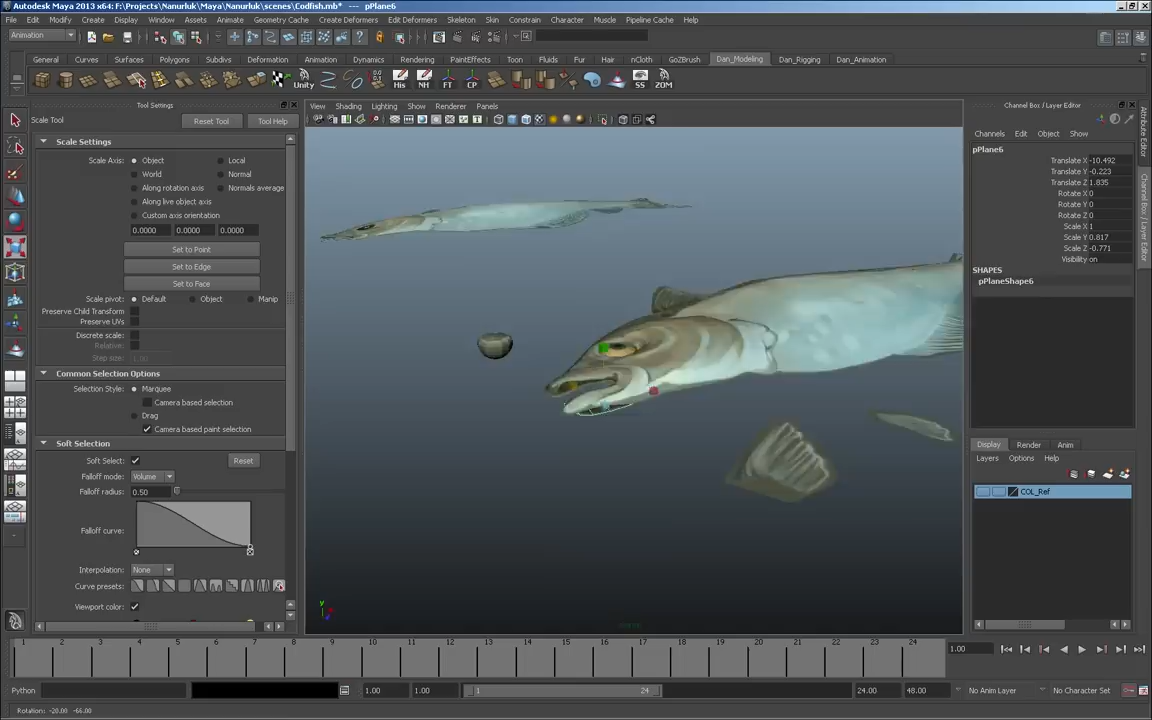 Autodesk Maya 2013 x64: F:\Projects\Nanurluk\Maya\Nanurluk\scenes\Codfish.mb* --- pPlane6
File Edit Modify Create Display Window Assets Animate Geometry Cache Create Deformers Edit Deformers Skeleton Skin Constrain Character Muscle Pipeline Cache Help
Animation
General Curves Surfaces Polygons Subdivs Deformation Animation Dynamics Rendering PaintEffects Toon Fluids Fur Hair nCloth GoZBrush Dan_Modeling Dan_Rigging Dan_Animation
Unity His NH FT CP SS ZOM
Tool Settings
Scale Tool Reset Tool Tool Help
Scale Settings
Scale Axis: Object Local
World Normal
Along rotation axis Normals average
Along live object axis
Custom axis orientation
0.0000 0.0000 0.0000
Set to Point
Set to Edge
Set to Face
Scale pivot: Default Object Manip
Preserve Child Transform
Preserve UVs
Discrete scale:
Relative:
Step size: 1.00
Common Selection Options
Selection Style: Marquee
Camera based selection
Drag
Camera based paint selection
Soft Selection
Soft Select: Reset
Falloff mode: Volume
Falloff radius: 0.50
Falloff curve:
Interpolation: None
Curve presets:
Viewport color:
View Shading Lighting Show Renderer Panels
y
Channel Box / Layer Editor
Channels Edit Object Show
pPlane6
Translate X -10.492
Translate Y -0.223
Translate Z 1.835
Rotate X 0
Rotate Y 0
Rotate Z 0
Scale X 1
Scale Y 0.817
Scale Z -0.771
Visibility on
SHAPES
pPlaneShape6
Display Render Anim
Layers Options Help
COL_Ref
Attribute Editor
Channel Box / Layer Editor
1 2 3 4 5 6 7 8 9 10 11 12 13 14 15 16 17 18 19 20 21 22 23 24
1.00
Python 1.00 1.00 1 24 24.00 48.00 No Anim Layer No Character Set
Rotation: -20.00 -66.00